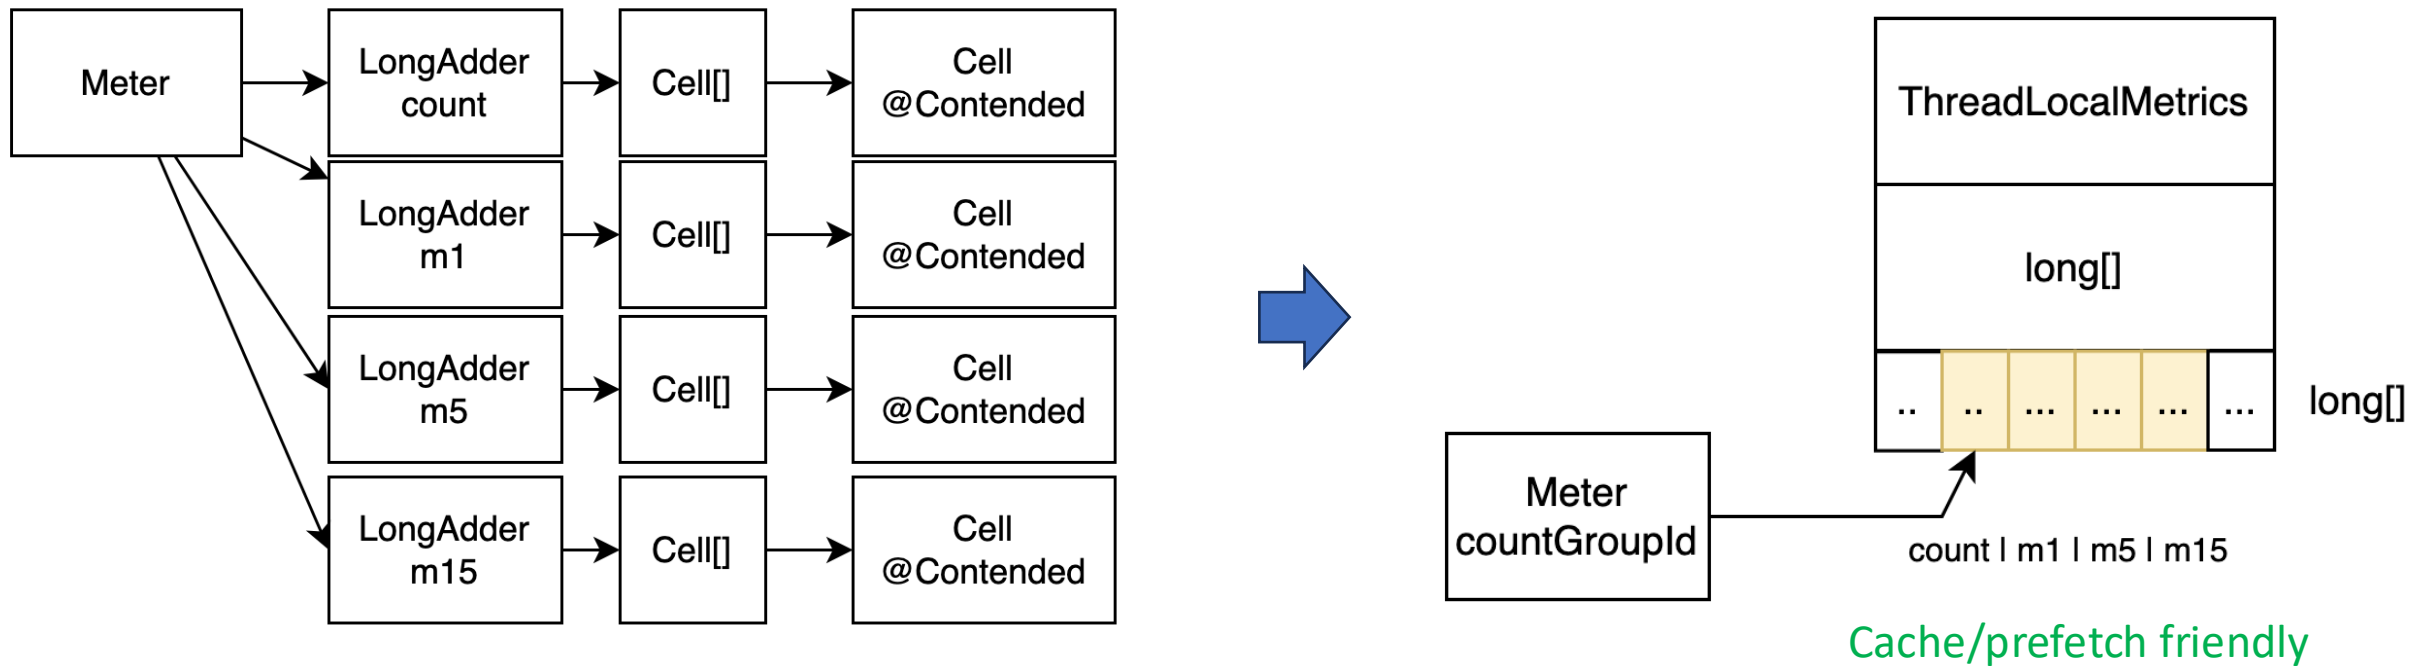 Meter
LongAdder
count
Cell[]
Cell
@Contended
LongAdder
m1
Cell[]
Cell
@Contended
LongAdder
m5
Cell[]
Cell
@Contended
LongAdder
m15
Cell[]
Cell
@Contended
ThreadLocalMetrics
long[]
.. .. ... ... ... ...
long[]
Meter
countGroupId
count | m1 | m5 | m15
Cache/prefetch friendly